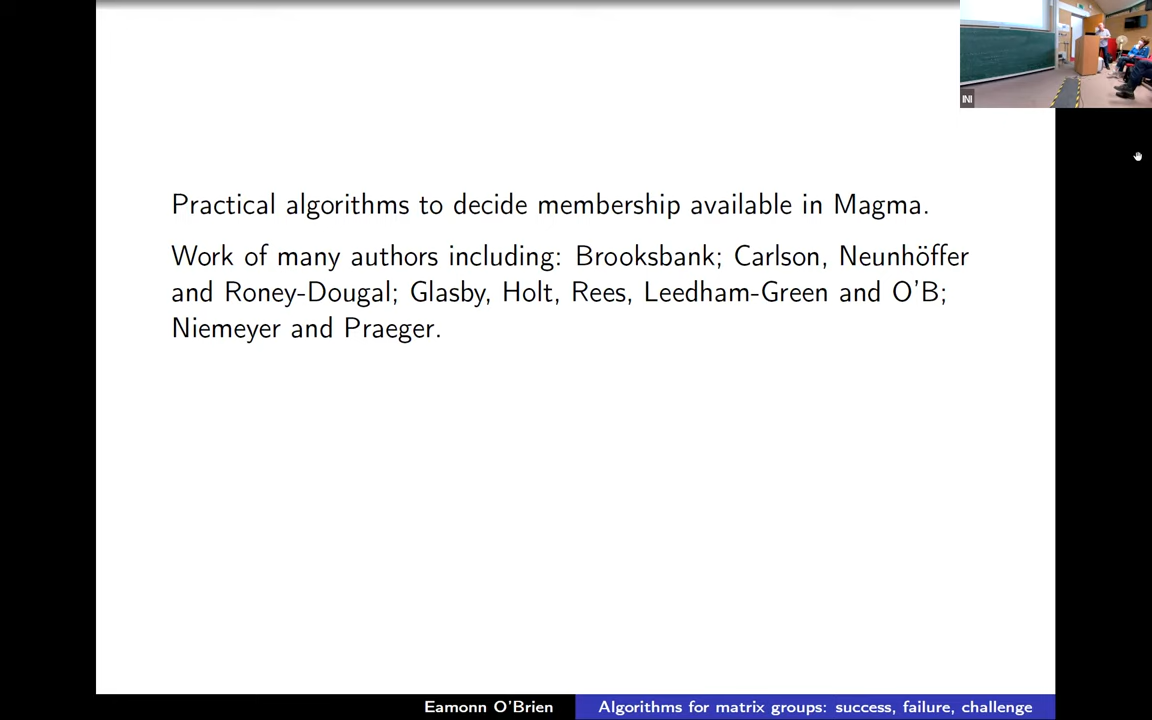 INI
Practical algorithms to decide membership available in Magma.
Work of many authors including: Brooksbank; Carlson, Neunhöffer
and Roney-Dougal; Glasby, Holt, Rees, Leedham-Green and O'B;
Niemeyer and Praeger.
Eamonn O'Brien
Algorithms for matrix groups: success, failure, challenge